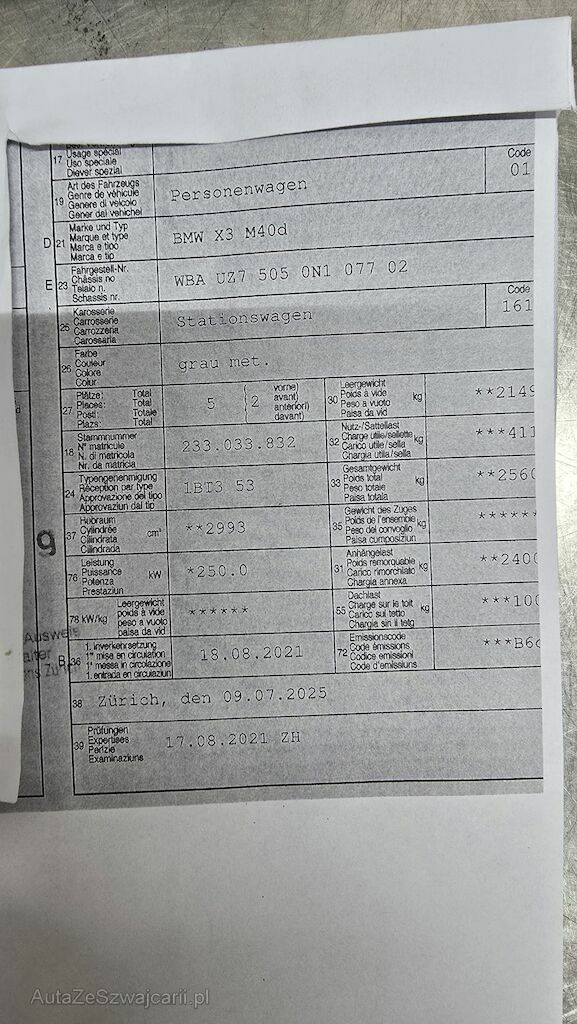 17 Usage spécial
Uso speciale
Diever spezial
19 Art des Fahrzeugs
Genre de véhicule
Genere di veicolo
Gener dal vehichel
Personenwagen
Code
01
D 21 Marke und Typ
Marque et type
Marca e tipo
Marca e tip
BMW X3 M40d
E 23 Fahrgestell-Nr.
Châssis no
Telaio n.
Schassis nr.
WBA UZ7 505 0N1 077 02
25 Karosserie
Carrosserie
Carrozzeria
Carossaria
Stationswagen
Code
161
26 Farbe
Couleur
Colore
Colur
grau met.
27 Plätze: Total
Places: Total
Posti: Totale
Plazs: Total
5 ( 2 vorne)
avant)
anteriori)
davant)
30 Leergewicht
Poids à vide
Peso a vuoto
Paisa da vid
kg
**2149
18 Stammnummer
N° matricule
N. di matricola
Nr. da matricla
233.033.832
32 Nutz-/Sattellast
Charge utile/sellette
Carico utile/sella
Chargia utila/sella
kg
***411
24 Typengenehmigung
Réception par type
Approvazione del tipo
Approvaziun dal tip
1BI3 53
33 Gesamtgewicht
Poids total
Peso totale
Paisa totala
kg
**2560
g
37 Hubraum
Cylindrée
Cilindrata
Cilindrada
cm³
**2993
35 Gewicht des Zuges
Poids de l'ensemble
Peso del convoglio
Paisa cumposiziun
kg
******
76 Leistung
Puissance
Potenza
Prestaziun
kW
*250.0
31 Anhängelast
Poids remorquable
Carico rimorchiato
Chargia annexa
kg
**2400
78 kW/kg Leergewicht
poids à vide
peso a vuoto
paisa da vid
******
55 Dachlast
Charge sur le toit
Carico sul tetto
Chargia sin il tetg
kg
***100
Ausweis
B 36 1. Inverkehrsetzung
1re mise en circulation
1a messa in circolazione
1. entrada en circulaziun
18.08.2021
72 Emissionscode
Code émissions
Codice emissioni
Code d'emissiuns
***B6
38 Zürich, den 09.07.2025
39 Prüfungen
Expertises
Perizie
Examinaziuns
17.08.2021 ZH
AutaZeSzwajcarii.pl